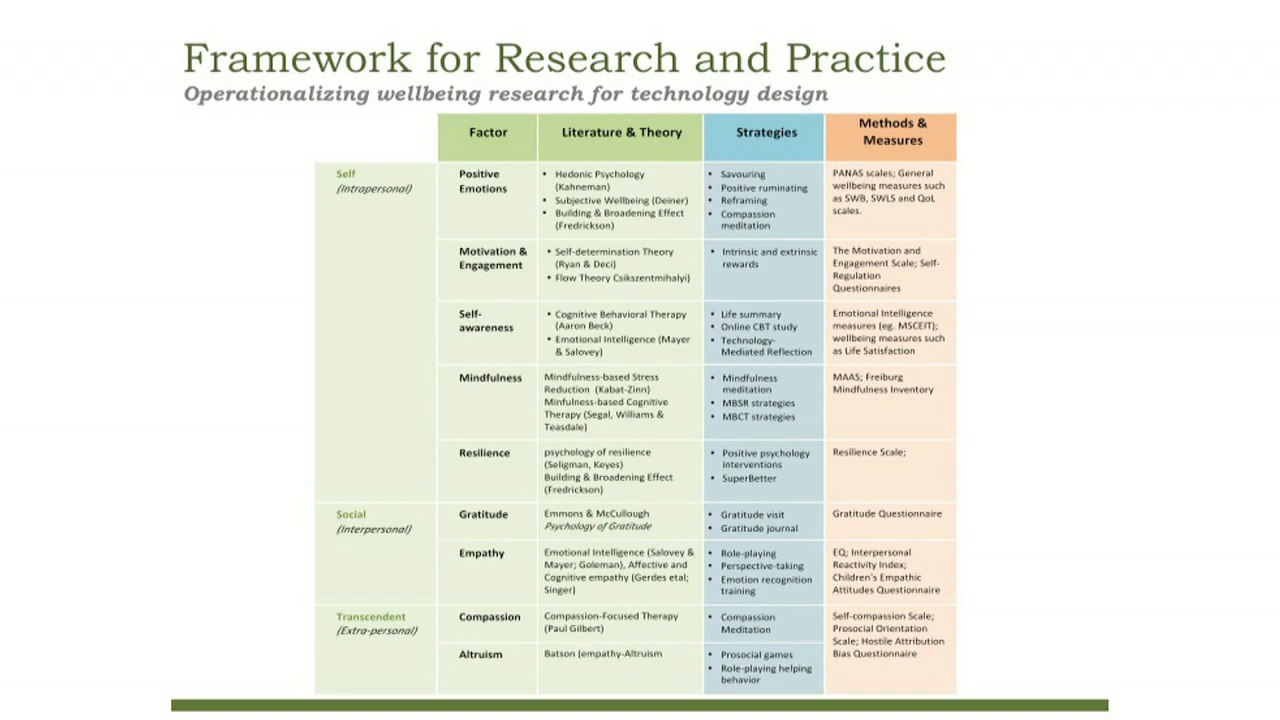 Framework for Research and Practice
Operationalizing wellbeing research for technology design
Factor
Literature & Theory
Strategies
Methods &
Measures
Self
(Intrapersonal)
Positive
Emotions
• Hedonic Psychology
(Kahneman)
• Subjective Wellbeing (Deiner)
• Building & Broadening Effect
(Fredrickson)
• Savouring
• Positive ruminating
• Reframing
• Compassion
meditation
PANAS scales; General
wellbeing measures such
as SWB, SWLS and QoL
scales.
Motivation &
Engagement
• Self-determination Theory
(Ryan & Deci)
• Flow Theory Csikszentmihalyi)
• Intrinsic and extrinsic
rewards
The Motivation and
Engagement Scale; Self-
Regulation
Questionnaires
Self-
awareness
• Cognitive Behavioral Therapy
(Aaron Beck)
• Emotional Intelligence (Mayer
& Salovey)
• Life summary
• Online CBT study
• Technology-
Mediated Reflection
Emotional Intelligence
measures (eg. MSCEIT);
wellbeing measures such
as Life Satisfaction
Mindfulness
Mindfulness-based Stress
Reduction (Kabat-Zinn)
Minfulness-based Cognitive
Therapy (Segal, Williams &
Teasdale)
• Mindfulness
meditation
• MBSR strategies
• MBCT strategies
MAAS; Freiburg
Mindfulness Inventory
Resilience
psychology of resilience
(Seligman, Keyes)
Building & Broadening Effect
(Fredrickson)
• Positive psychology
interventions
• SuperBetter
Resilience Scale;
Social
(Interpersonal)
Gratitude
Emmons & McCullough
Psychology of Gratitude
• Gratitude visit
• Gratitude journal
Gratitude Questionnaire
Empathy
Emotional Intelligence (Salovey &
Mayer; Goleman), Affective and
Cognitive empathy (Gerdes etal;
Singer)
• Role-playing
• Perspective-taking
• Emotion recognition
training
EQ; Interpersonal
Reactivity Index;
Children's Empathic
Attitudes Questionnaire
Transcendent
(Extra-personal)
Compassion
Compassion-Focused Therapy
(Paul Gilbert)
• Compassion
Meditation
Self-compassion Scale;
Prosocial Orientation
Scale; Hostile Attribution
Bias Questionnaire
Altruism
Batson (empathy-Altruism
• Prosocial games
• Role-playing helping
behavior